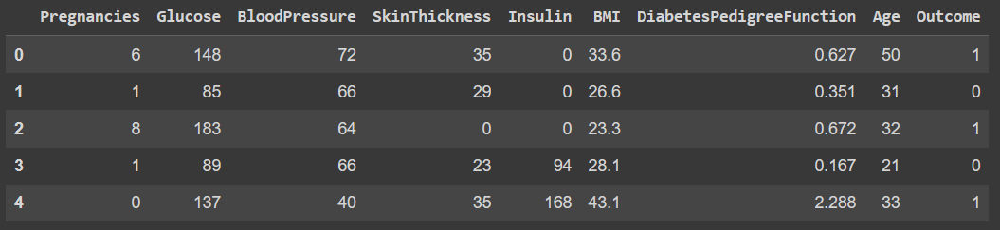 Pregnancies Glucose BloodPressure SkinThickness Insulin BMI DiabetesPedigreeFunction Age Outcome
0 6 148 72 35 0 33.6 0.627 50 1
1 1 85 66 29 0 26.6 0.351 31 0
2 8 183 64 0 0 23.3 0.672 32 1
3 1 89 66 23 94 28.1 0.167 21 0
4 0 137 40 35 168 43.1 2.288 33 1